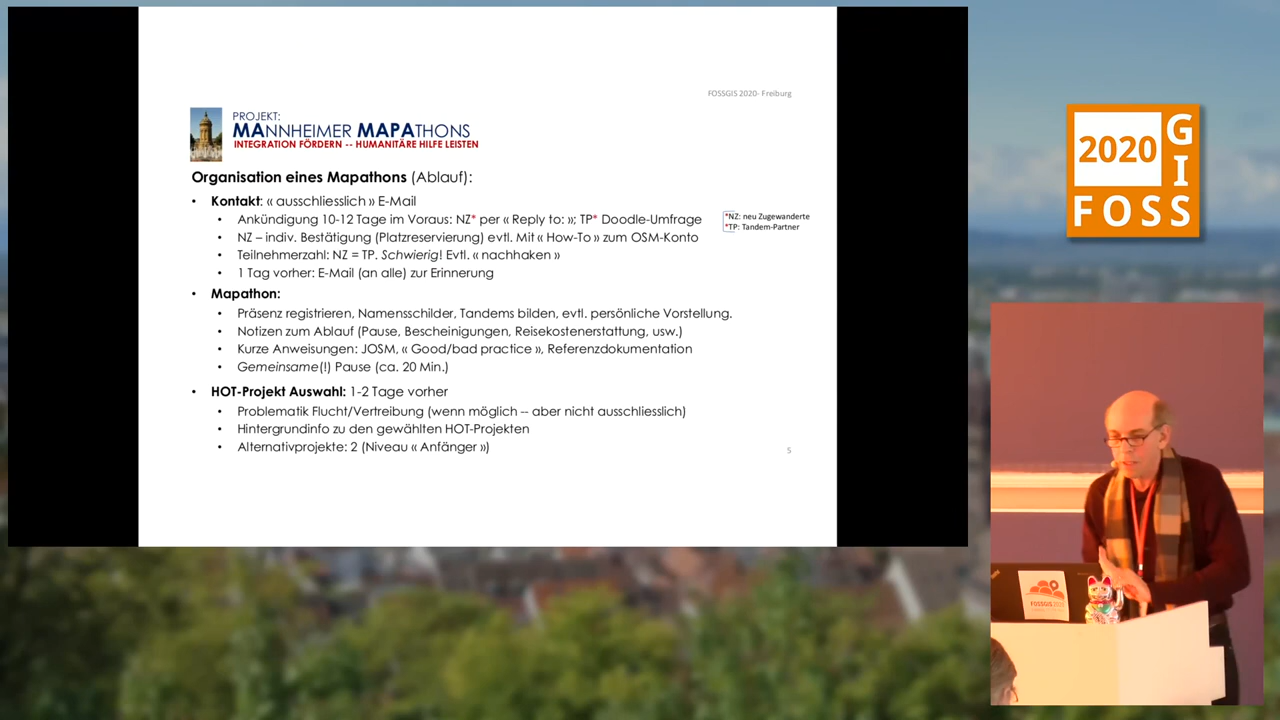 FOSSGIS 2020- Freiburg
PROJEKT:
MANNHEIMER MAPATHONS
INTEGRATION FÖRDERN -- HUMANITÄRE HILFE LEISTEN
Organisation eines Mapathons (Ablauf):
• Kontakt: « ausschliesslich » E-Mail
• Ankündigung 10-12 Tage im Voraus: NZ* per « Reply to: »; TP* Doodle-Umfrage
• NZ – indiv. Bestätigung (Platzreservierung) evtl. Mit « How-To » zum OSM-Konto
• Teilnehmerzahl: NZ = TP. Schwierig! Evtl. « nachhaken »
• 1 Tag vorher: E-Mail (an alle) zur Erinnerung
*NZ: neu Zugewanderte
*TP: Tandem-Partner
• Mapathon:
• Präsenz registrieren, Namensschilder, Tandems bilden, evtl. persönliche Vorstellung.
• Notizen zum Ablauf (Pause, Bescheinigungen, Reisekostenerstattung, usw.)
• Kurze Anweisungen: JOSM, « Good/bad practice », Referenzdokumentation
• Gemeinsame(!) Pause (ca. 20 Min.)
• HOT-Projekt Auswahl: 1-2 Tage vorher
• Problematik Flucht/Vertreibung (wenn möglich -- aber nicht ausschliesslich)
• Hintergrundinfo zu den gewählten HOT-Projekten
• Alternativprojekte: 2 (Niveau « Anfänger »)
5
2020
GI
FOSS
FOSSGIS 2020